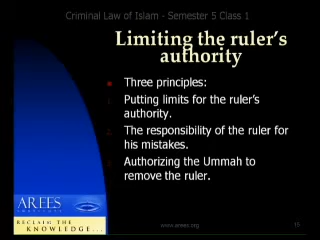 Criminal Law of Islam - Semester 5 Class 1
Limiting the ruler's
authority
Three principles:
1. Putting limits for the ruler's
authority.
2. The responsibility of the ruler for
his mistakes.
3. Authorizing the Ummah to
remove the ruler.
AREES
INSTITUTE
RECLAIM THE
KNOWLEDGE...
www.arees.org